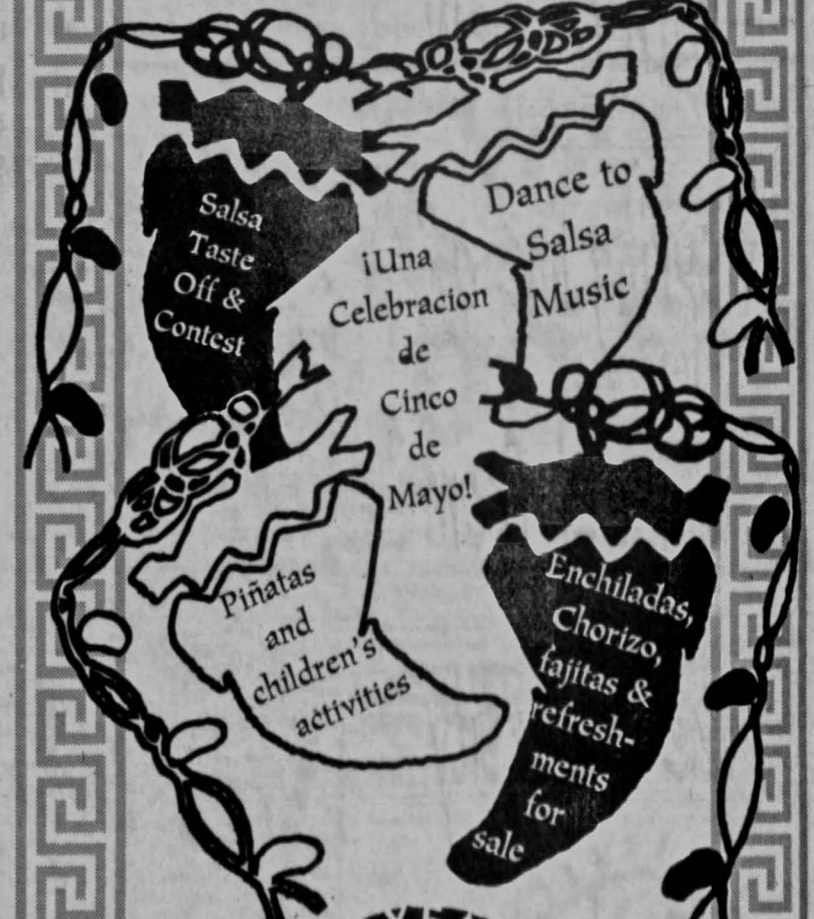 Salsa
Taste
Off &
Contest
Dance to
Salsa
Music
¡Una
Celebracion
de
Cinco
de
Mayo!
Piñatas
and
children's
activities
Enchiladas,
Chorizo,
fajitas &
refresh-
ments
for
sale